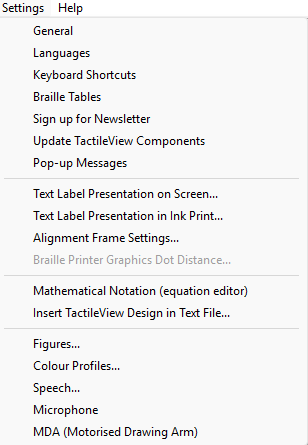 Settings Help
General
Languages
Keyboard Shortcuts
Braille Tables
Sign up for Newsletter
Update TactileView Components
Pop-up Messages
Text Label Presentation on Screen...
Text Label Presentation in Ink Print...
Alignment Frame Settings...
Braille Printer Graphics Dot Distance...
Mathematical Notation (equation editor)
Insert TactileView Design in Text File...
Figures...
Colour Profiles...
Speech...
Microphone
MDA (Motorised Drawing Arm)